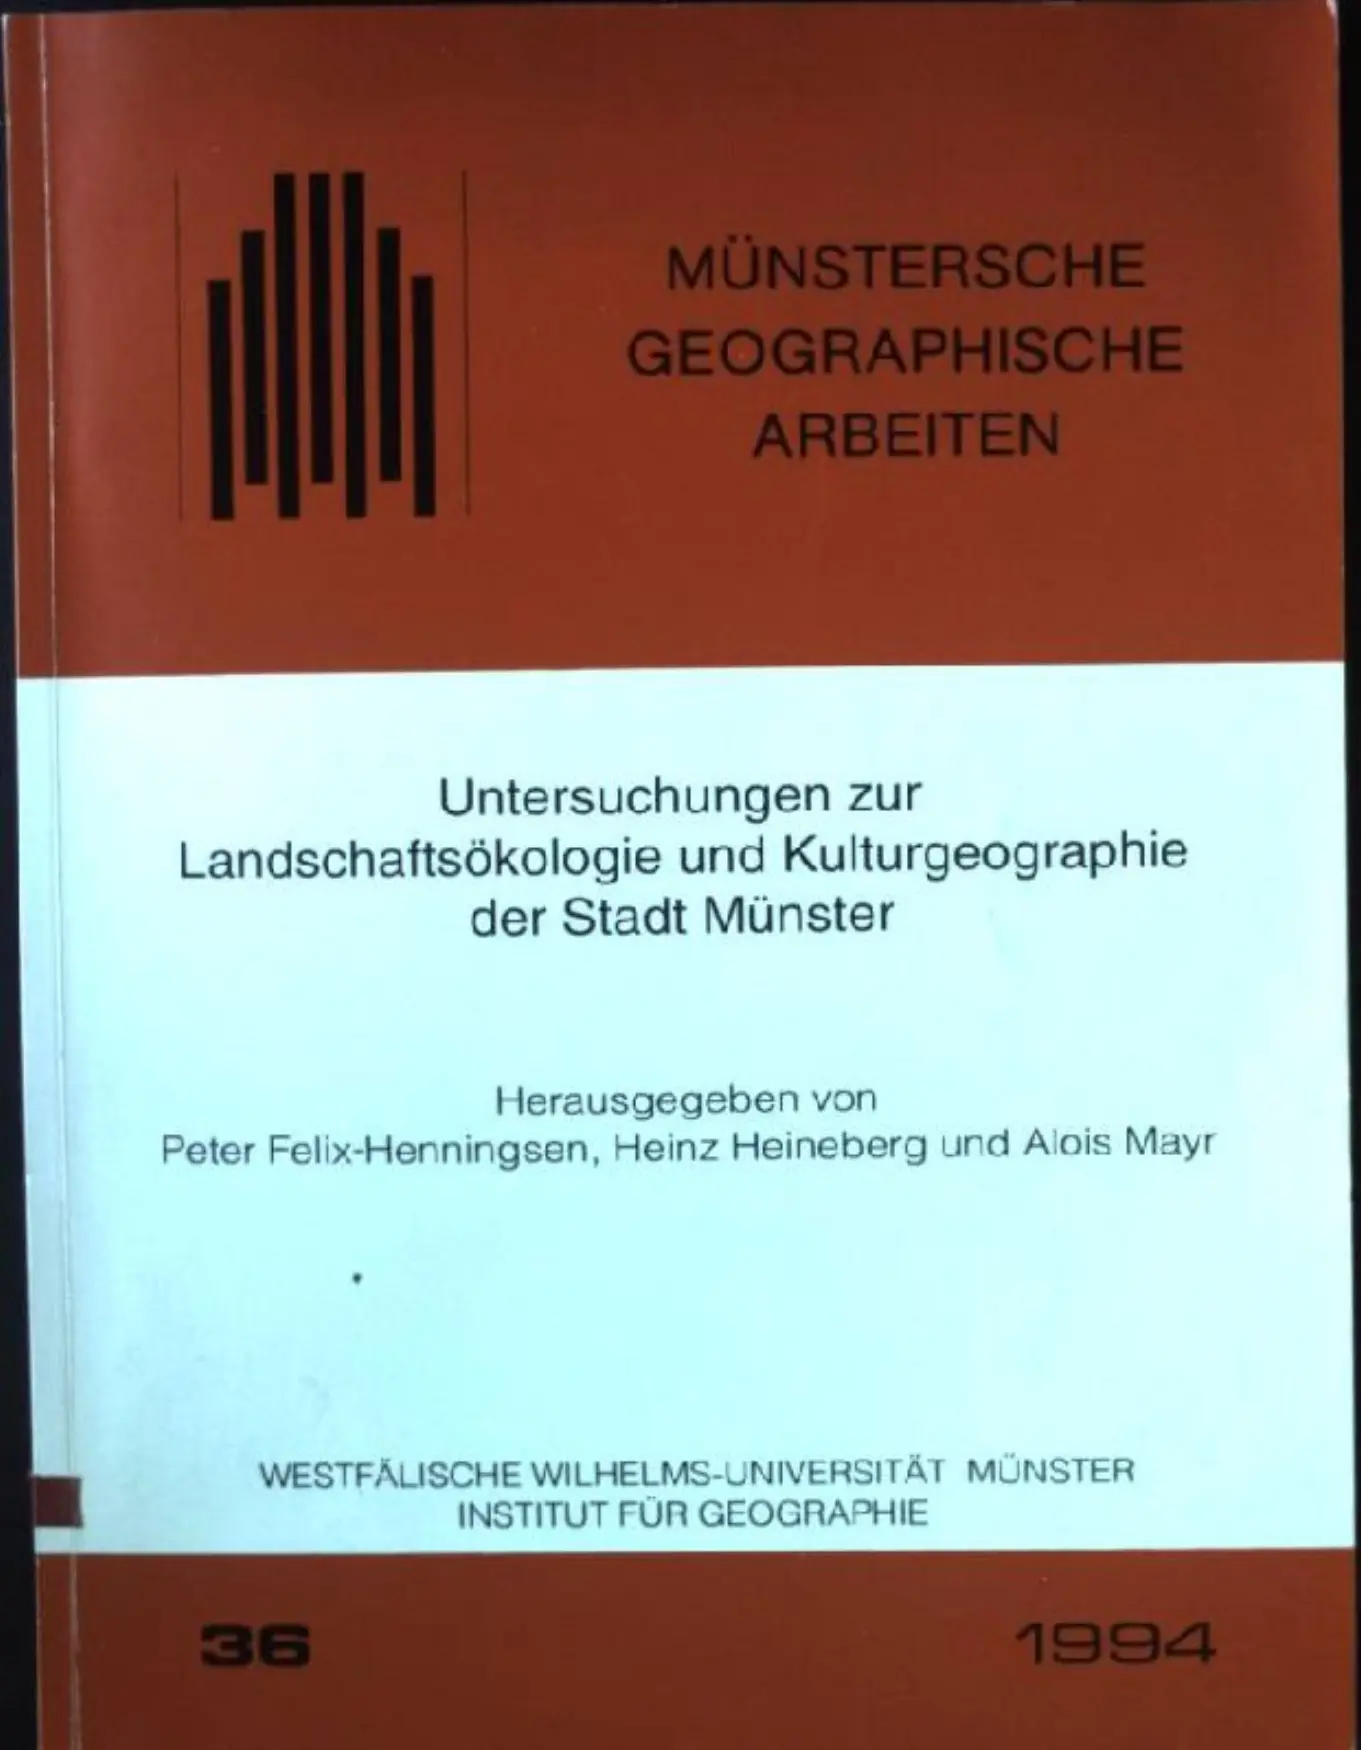 MÜNSTERSCHE
GEOGRAPHISCHE
ARBEITEN
Untersuchungen zur
Landschaftsökologie und Kulturgeographie
der Stadt Münster
Herausgegeben von
Peter Felix-Henningsen, Heinz Heineberg und Alois Mayr
WESTFÄLISCHE WILHELMS-UNIVERSITÄT MÜNSTER
INSTITUT FÜR GEOGRAPHIE
36
1994